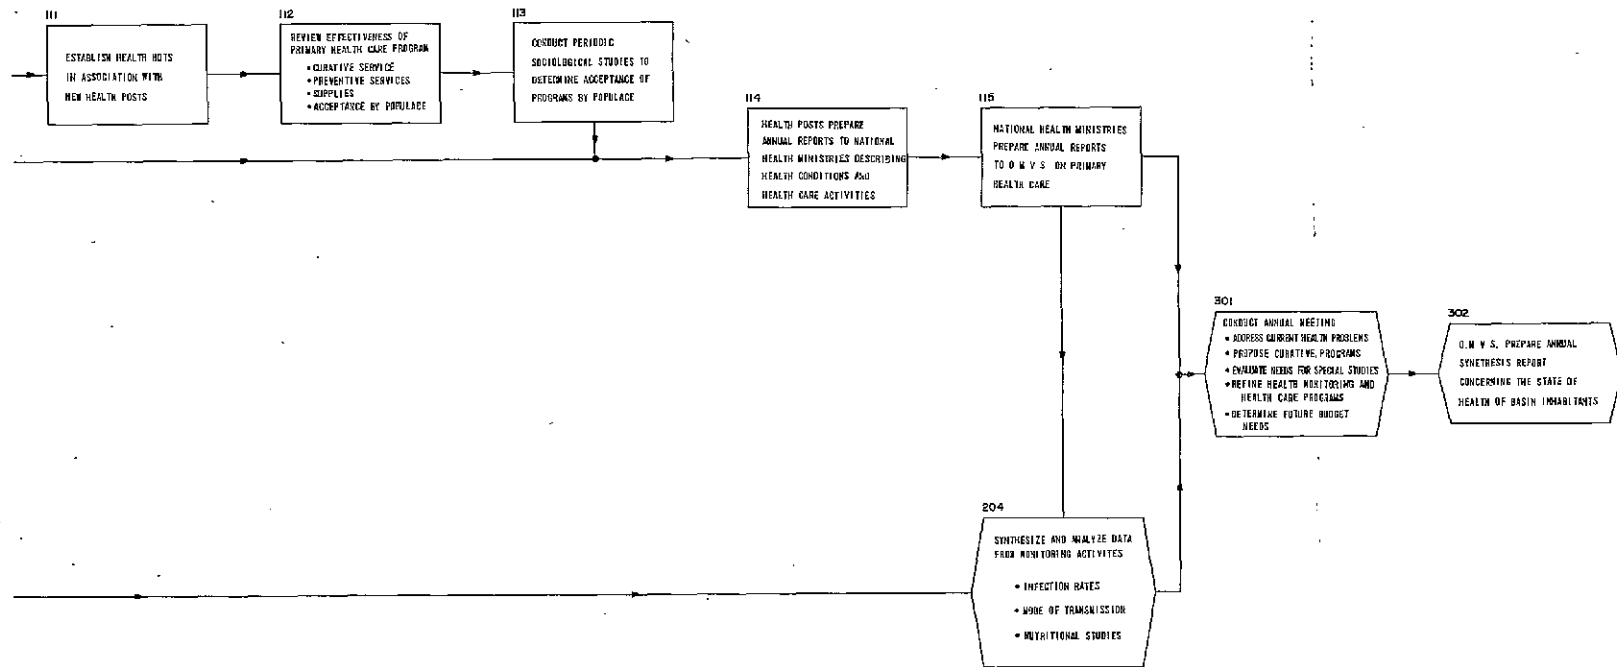 111
ESTABLISH HEALTH HUTS
IN ASSOCIATION WITH
NEW HEALTH POSTS
112
REVIEW EFFECTIVENESS OF
PRIMARY HEALTH CARE PROGRAM
• CURATIVE SERVICE
• PREVENTIVE SERVICES
• SUPPLIES
• ACCEPTANCE BY POPULACE
113
CONDUCT PERIODIC
SOCIOLOGICAL STUDIES TO
DETERMINE ACCEPTANCE OF
PROGRAMS BY POPULACE
114
HEALTH POSTS PREPARE
ANNUAL REPORTS TO NATIONAL
HEALTH MINISTRIES DESCRIBING
HEALTH CONDITIONS AND
HEALTH CARE ACTIVITIES
115
NATIONAL HEALTH MINISTRIES
PREPARE ANNUAL REPORTS
TO O M V S ON PRIMARY
HEALTH CARE
301
CONDUCT ANNUAL MEETING
• ADDRESS CURRENT HEALTH PROBLEMS
• PROPOSE CURATIVE, PROGRAMS
• EVALUATE NEEDS FOR SPECIAL STUDIES
• REFINE HEALTH MONITORING AND
HEALTH CARE PROGRAMS
• DETERMINE FUTURE BUDGET
NEEDS
302
O.M V S. PREPARE ANNUAL
SYNETHESIS REPORT
CONCERNING THE STATE OF
HEALTH OF BASIN INHABITANTS
204
SYNTHESIZE AND ANALYZE DATA
FROM MONITORING ACTIVITES
• INFECTION RATES
• MODE OF TRANSMISSION
• NUTRITIONAL STUDIES